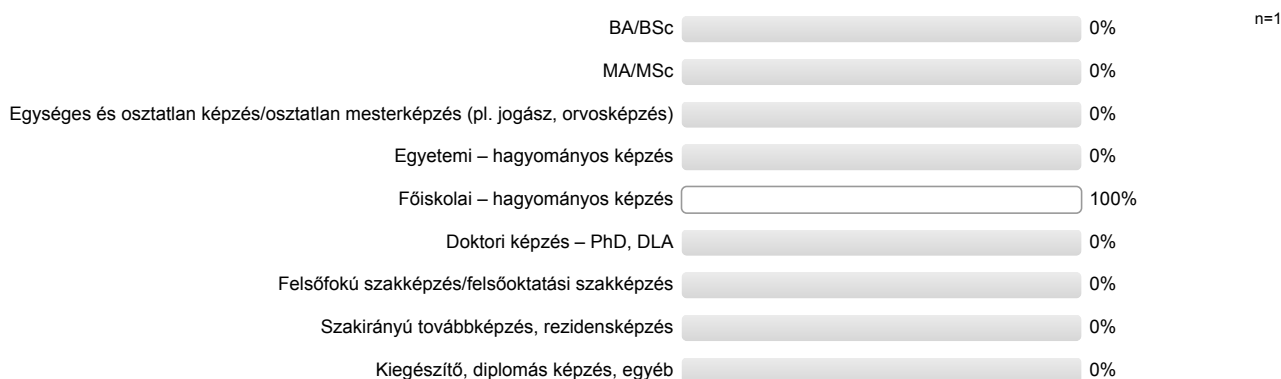 BA/BSc 0% n=1
MA/MSc 0%
Egységes és osztatlan képzés/osztatlan mesterképzés (pl. jogász, orvosképzés) 0%
Egyetemi – hagyományos képzés 0%
Főiskolai – hagyományos képzés 100%
Doktori képzés – PhD, DLA 0%
Felsőfokú szakképzés/felsőoktatási szakképzés 0%
Szakirányú továbbképzés, rezidensképzés 0%
Kiegészítő, diplomás képzés, egyéb 0%